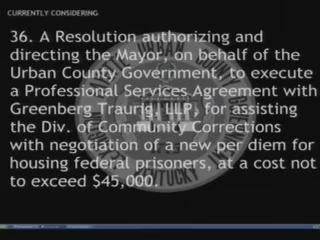 CURRENTLY CONSIDERING
36. A Resolution authorizing and
directing the Mayor, on behalf of the
Urban County Government, to execute
a Professional Services Agreement with
Greenberg Traurig, LLP, for assisting
the Div. of Community Corrections
with negotiation of a new per diem for
housing federal prisoners, at a cost not
to exceed $45,000.